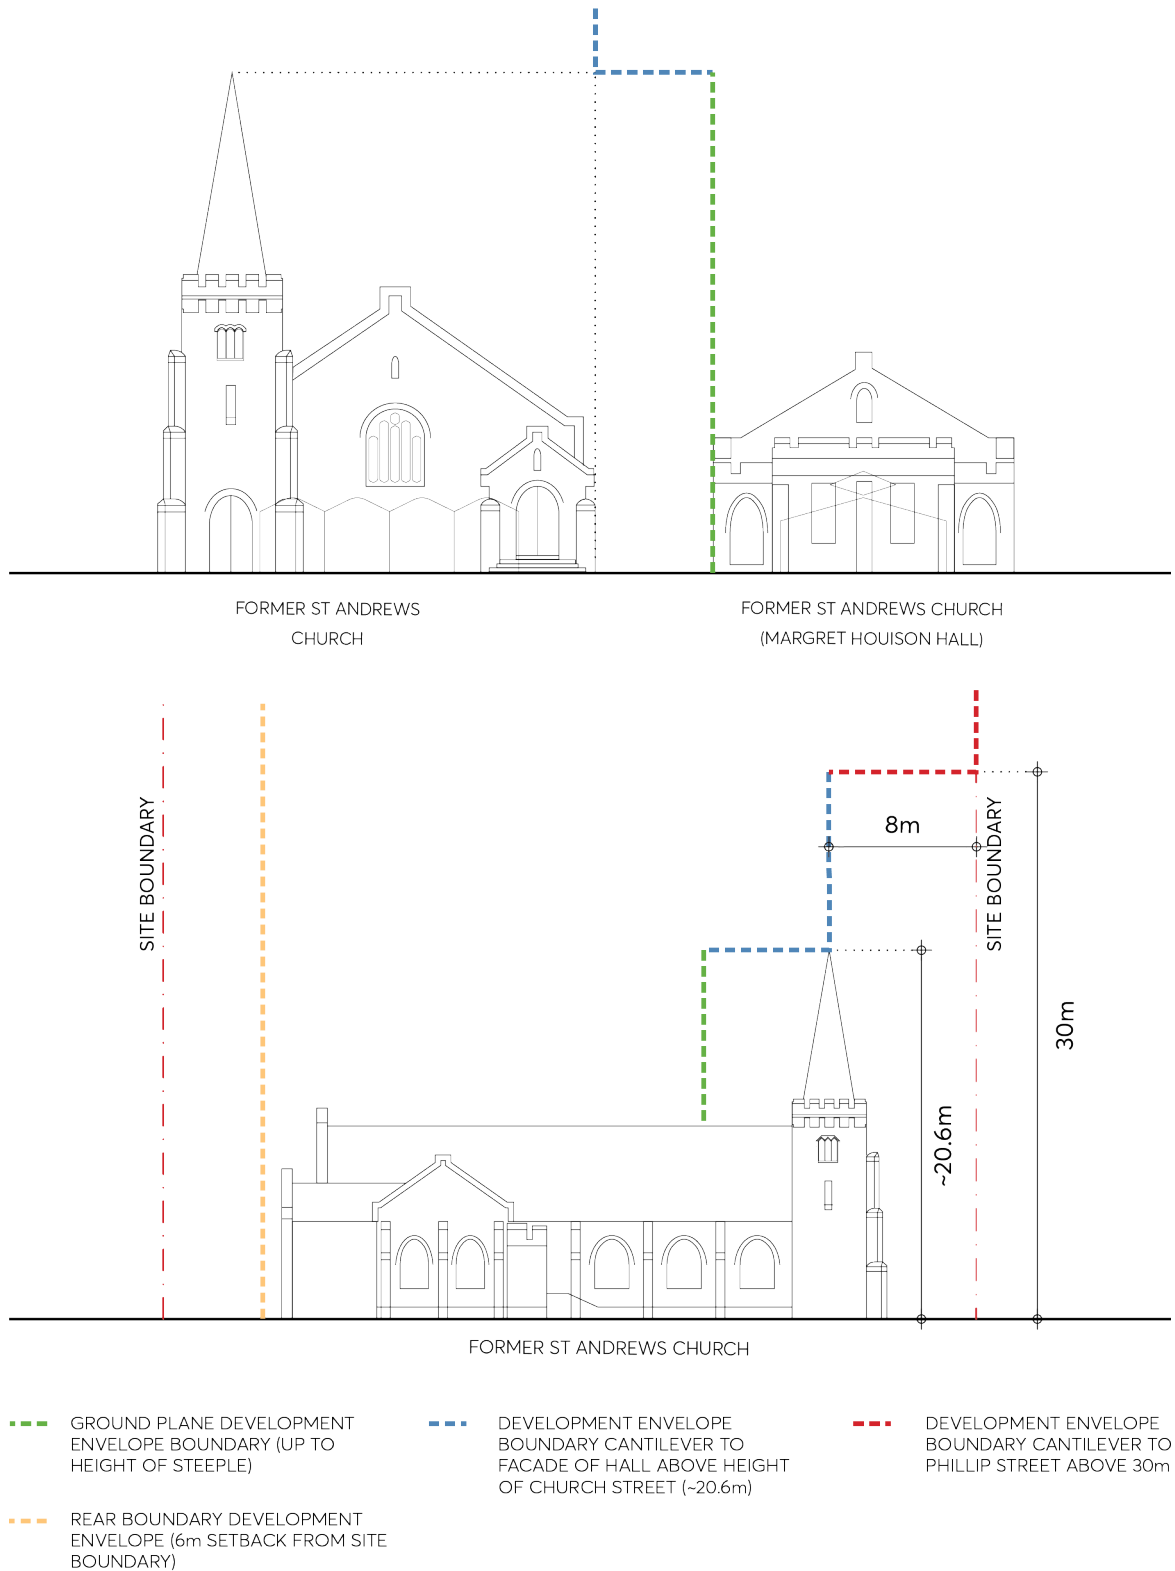 FORMER ST ANDREWS
CHURCH
FORMER ST ANDREWS CHURCH
(MARGRET HOUISON HALL)
SITE BOUNDARY
8m
SITE BOUNDARY
30m
~20.6m
FORMER ST ANDREWS CHURCH
GROUND PLANE DEVELOPMENT
ENVELOPE BOUNDARY (UP TO
HEIGHT OF STEEPLE)
DEVELOPMENT ENVELOPE
BOUNDARY CANTILEVER TO
FACADE OF HALL ABOVE HEIGHT
OF CHURCH STREET (~20.6m)
DEVELOPMENT ENVELOPE
BOUNDARY CANTILEVER TO
PHILLIP STREET ABOVE 30m
REAR BOUNDARY DEVELOPMENT
ENVELOPE (6m SETBACK FROM SITE
BOUNDARY)